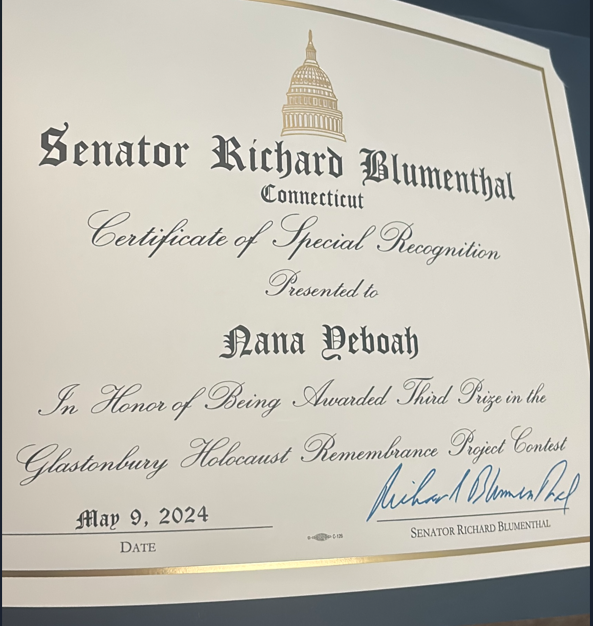 Senator Richard Blumenthal
Connecticut
Certificate of Special Recognition
Presented to
Nana Yeboah
In Honor of Being Awarded Third Prize in the
Glastonbury Holocaust Remembrance Project Contest
May 9, 2024
Richard Blumenthal
DATE
SENATOR RICHARD BLUMENTHAL